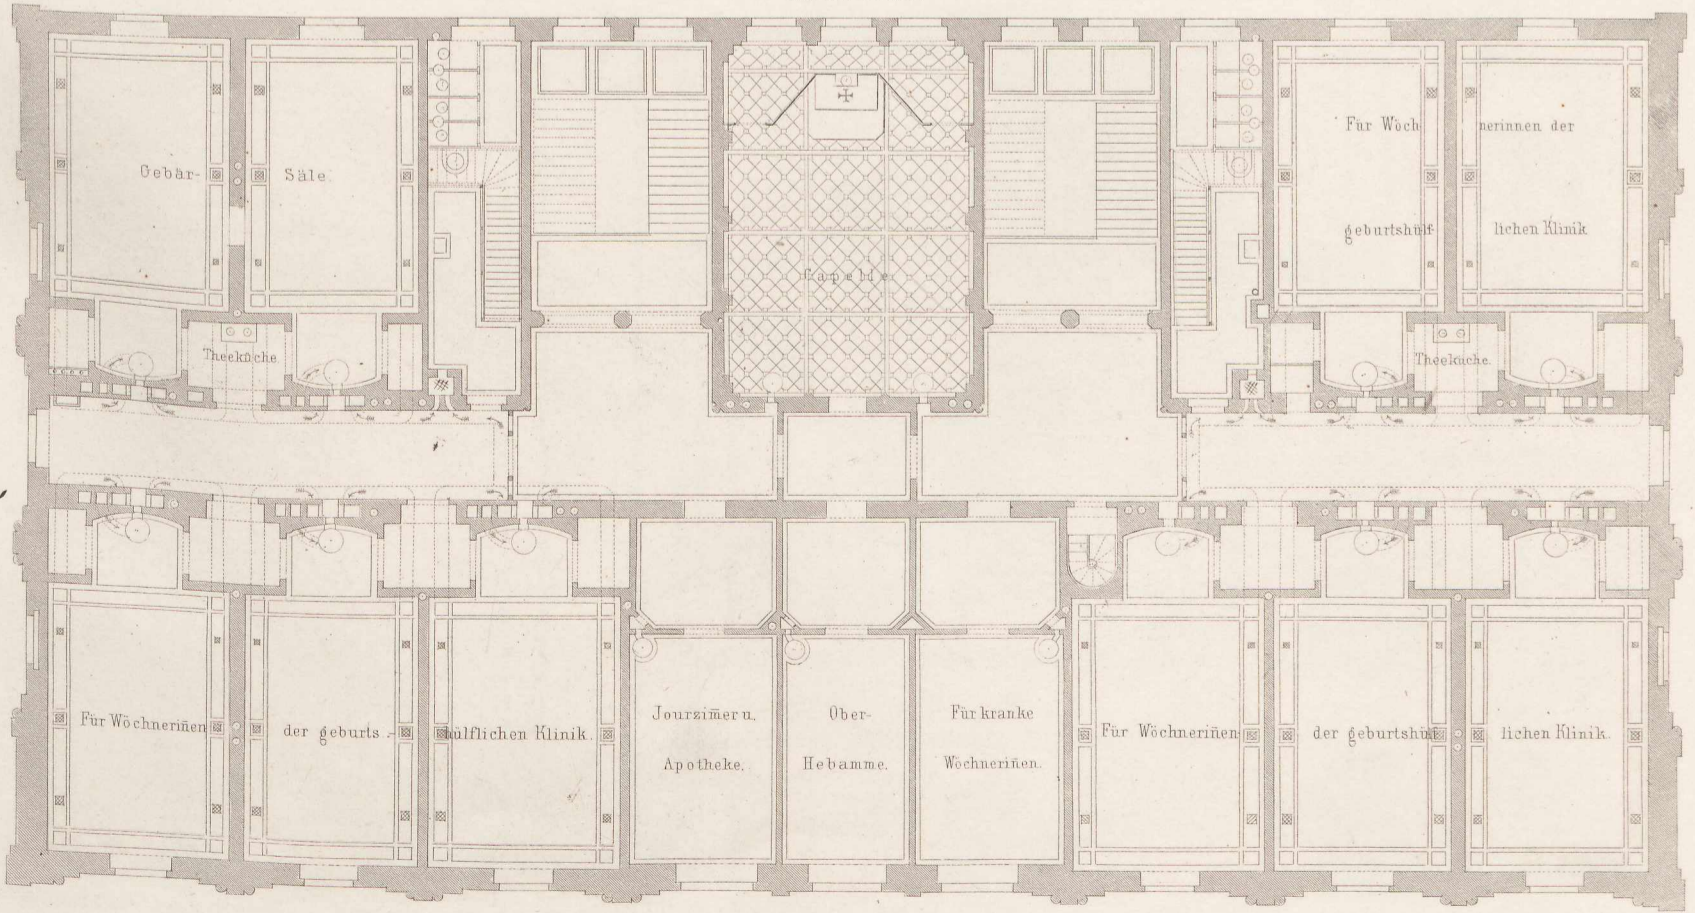 Gebär- Säle.
Für Wöch nerinnen der
geburtshülf- lichen Klinik
Capelle
Theeküche.
Theeküche.
Für Wöchnerin̄en der geburts - hülflichen Klinik.
Jourzim̄er u.
Apotheke.
Ober-
Hebamme.
Für kranke
Wöchnerin̄en.
Für Wöchnerin̄en der geburtshülf lichen Klinik.